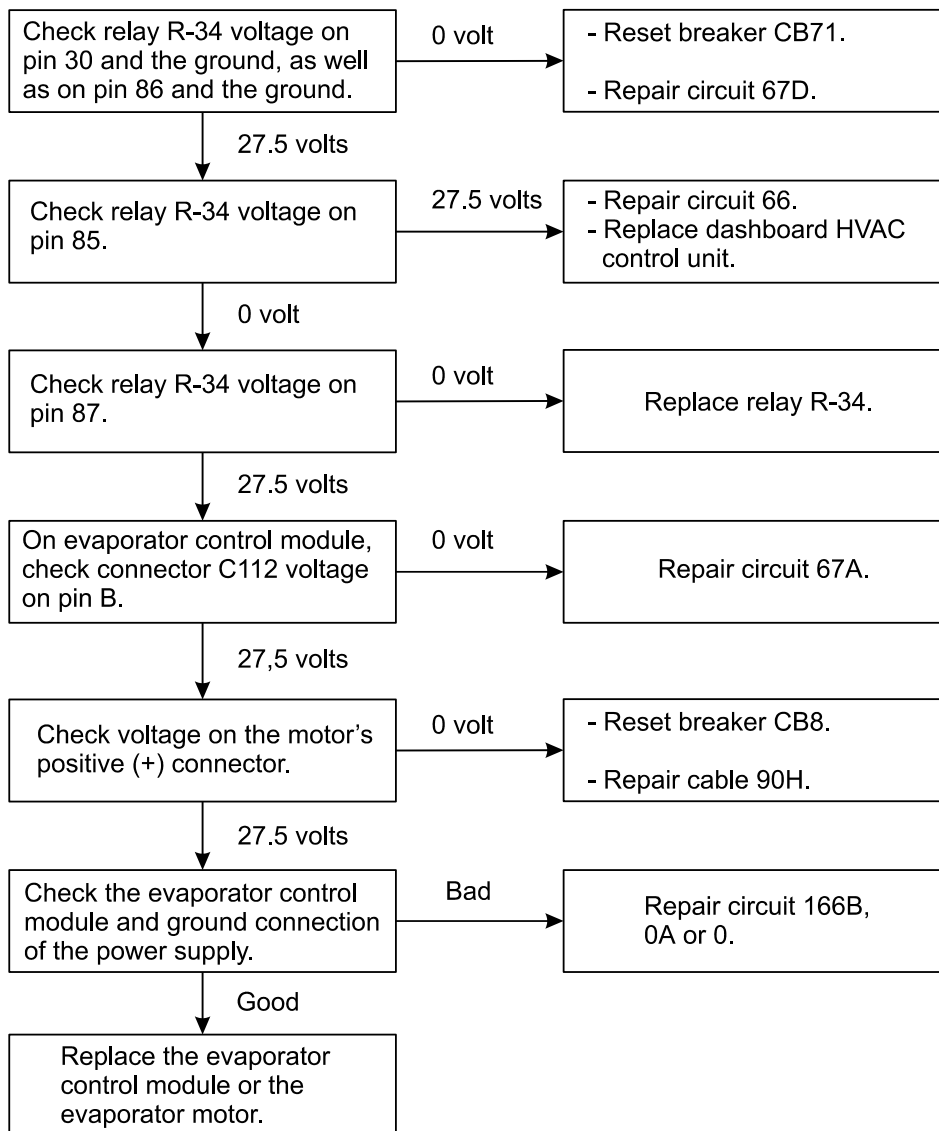 Check relay R-34 voltage on
pin 30 and the ground, as well
as on pin 86 and the ground.
0 volt
- Reset breaker CB71.
- Repair circuit 67D.
27.5 volts
Check relay R-34 voltage on
pin 85.
27.5 volts
- Repair circuit 66.
- Replace dashboard HVAC
control unit.
0 volt
Check relay R-34 voltage on
pin 87.
0 volt
Replace relay R-34.
27.5 volts
On evaporator control module,
check connector C112 voltage
on pin B.
0 volt
Repair circuit 67A.
27,5 volts
Check voltage on the motor's
positive (+) connector.
0 volt
- Reset breaker CB8.
- Repair cable 90H.
27.5 volts
Check the evaporator control
module and ground connection
of the power supply.
Bad
Repair circuit 166B,
0A or 0.
Good
Replace the evaporator
control module or the
evaporator motor.